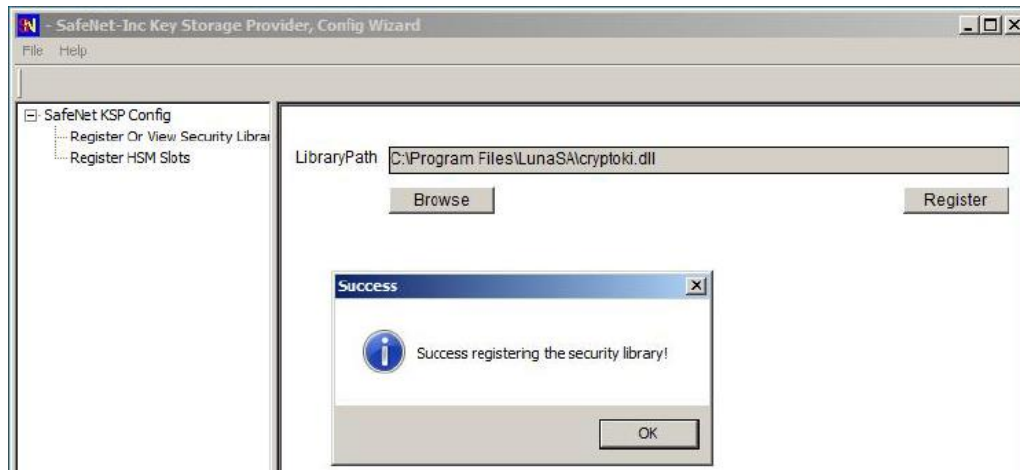 - SafeNet-Inc Key Storage Provider, Config Wizard
File Help
SafeNet KSP Config
Register Or View Security Librar
Register HSM Slots
LibraryPath C:\Program Files\LunaSA\cryptoki.dll
Browse Register
Success
Success registering the security library!
OK